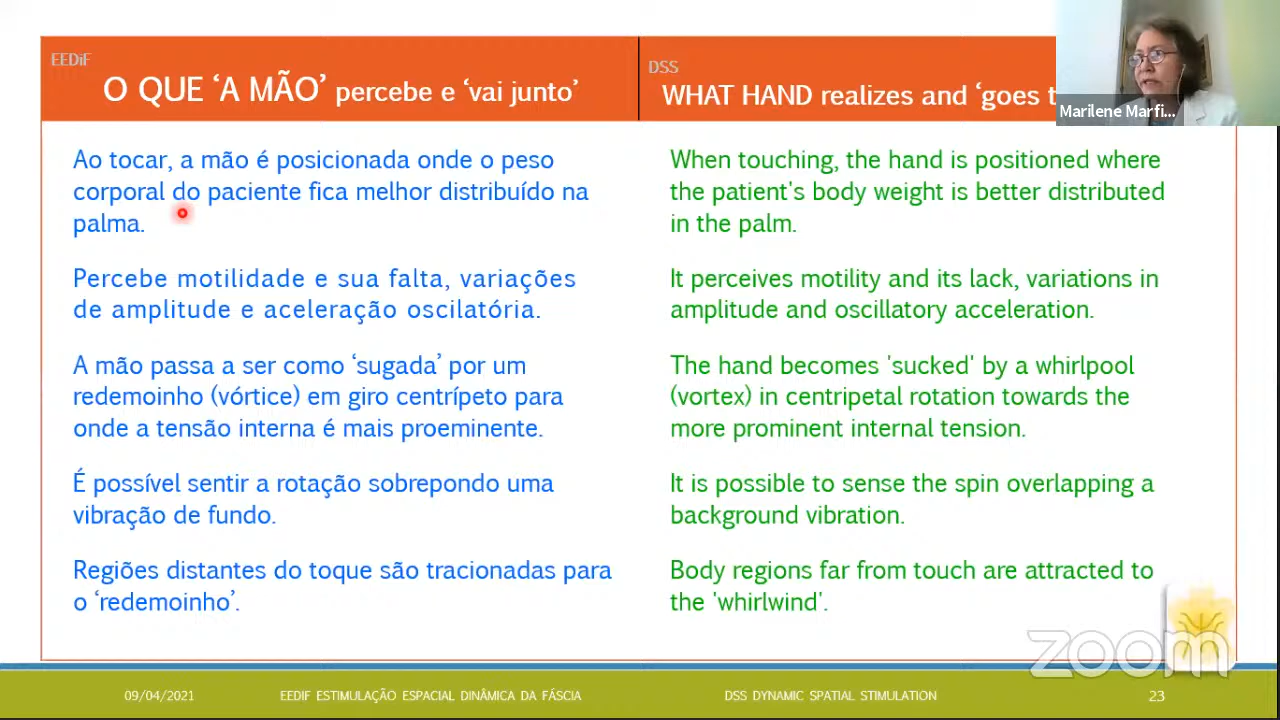 EEDiF
O QUE ‘A MÃO’ percebe e ‘vai junto’
Ao tocar, a mão é posicionada onde o peso
corporal do paciente fica melhor distribuído na
palma.
Percebe motilidade e sua falta, variações
de amplitude e aceleração oscilatória.
A mão passa a ser como ‘sugada’ por um
redemoinho (vórtice) em giro centrípeto para
onde a tensão interna é mais proeminente.
É possível sentir a rotação sobrepondo uma
vibração de fundo.
Regiões distantes do toque são tracionadas para
o ‘redemoinho’.
DSS
WHAT HAND realizes and ‘goes
Marilene Marfi...
When touching, the hand is positioned where
the patient's body weight is better distributed
in the palm.
It perceives motility and its lack, variations in
amplitude and oscillatory acceleration.
The hand becomes 'sucked' by a whirlpool
(vortex) in centripetal rotation towards the
more prominent internal tension.
It is possible to sense the spin overlapping a
background vibration.
Body regions far from touch are attracted to
the 'whirlwind'.
zoom
09/04/2021
EEDIF ESTIMULAÇÃO ESPACIAL DINÂMICA DA FÁSCIA
DSS DYNAMIC SPATIAL STIMULATION
23